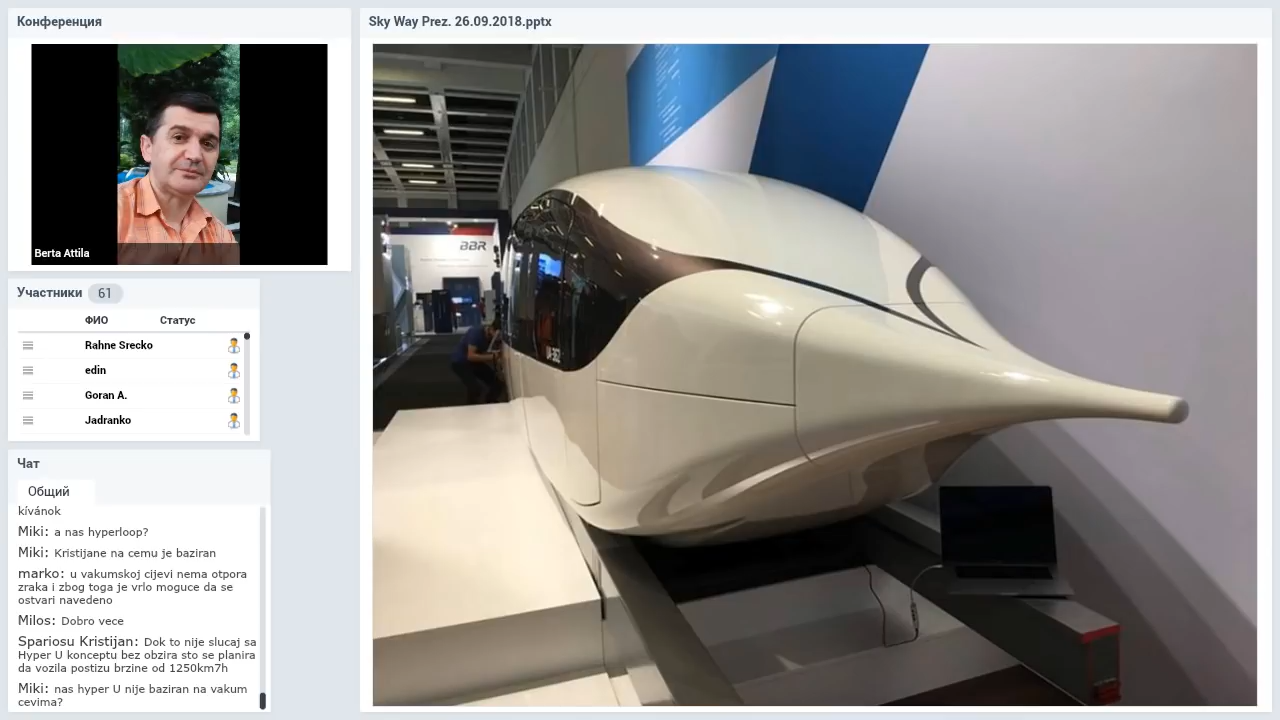 Конференция
Berta Attila
Участники 61
ФИО Статус
Rahne Srecko
edin
Goran A.
Jadranko
Чат
Общий
kívánok
Miki: a nas hyperloop?
Miki: Kristijane na cemu je baziran
marko: u vakumskoj cijevi nema otpora
zraka i zbog toga je vrlo moguce da se
ostvari navedeno
Milos: Dobro vece
Spariosu Kristijan: Dok to nije slucaj sa
Hyper U konceptu bez obzira sto se planira
da vozila postizu brzine od 1250km7h
Miki: nas hyper U nije baziran na vakum
cevima?
Sky Way Prez. 26.09.2018.pptx
BBR